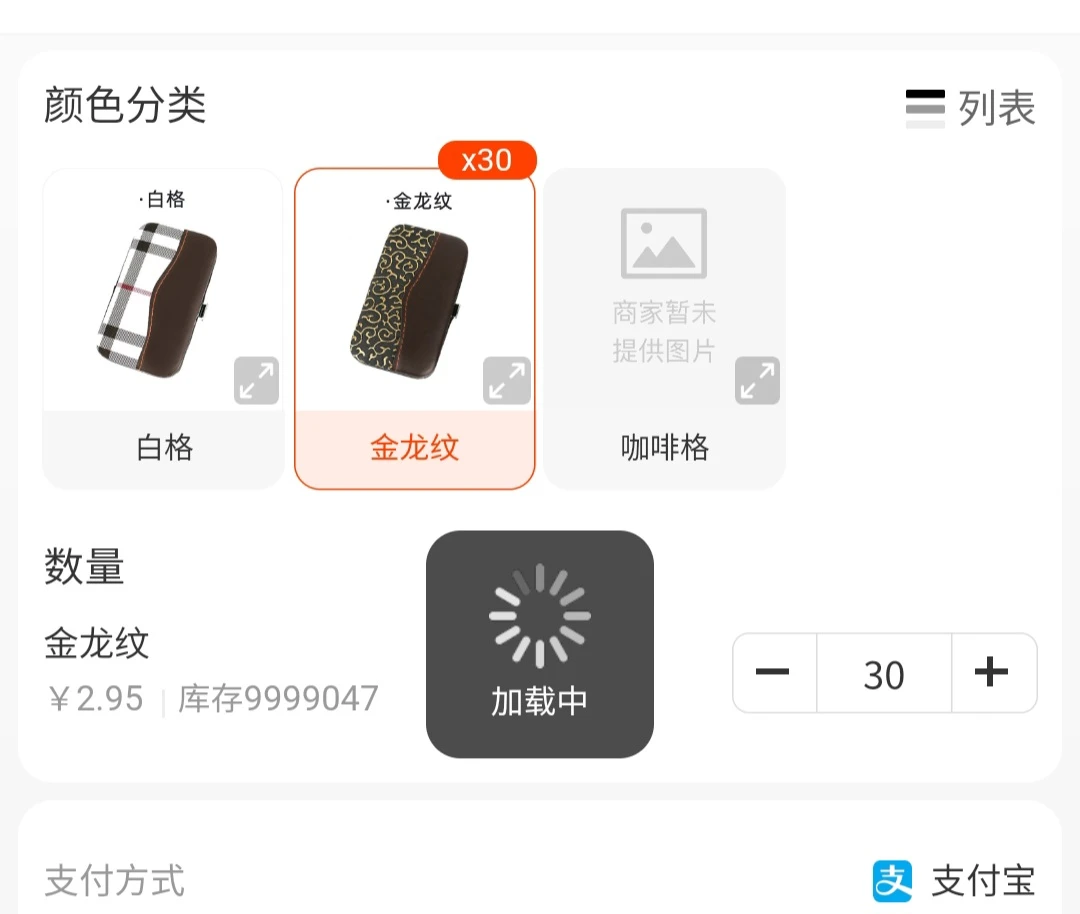 颜色分类
列表
x30
·白格
·金龙纹
商家暂未
提供图片
白格
金龙纹
咖啡格
数量
金龙纹
￥2.95 | 库存9999047
加载中
30
支付方式
支 支付宝